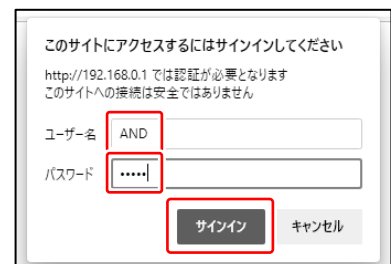 このサイトにアクセスするにはサインインしてください
http://192.168.0.1 では認証が必要となります
このサイトへの接続は安全ではありません
ユーザー名 AND
パスワード •••••
サインイン キャンセル